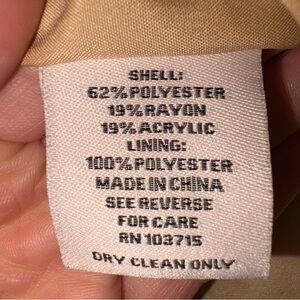 SHELL:
62% POLYESTER
19% RAYON
19% ACRYLIC
LINING:
100% POLYESTER
MADE IN CHINA
SEE REVERSE
FOR CARE
RN 103715
DRY CLEAN ONLY